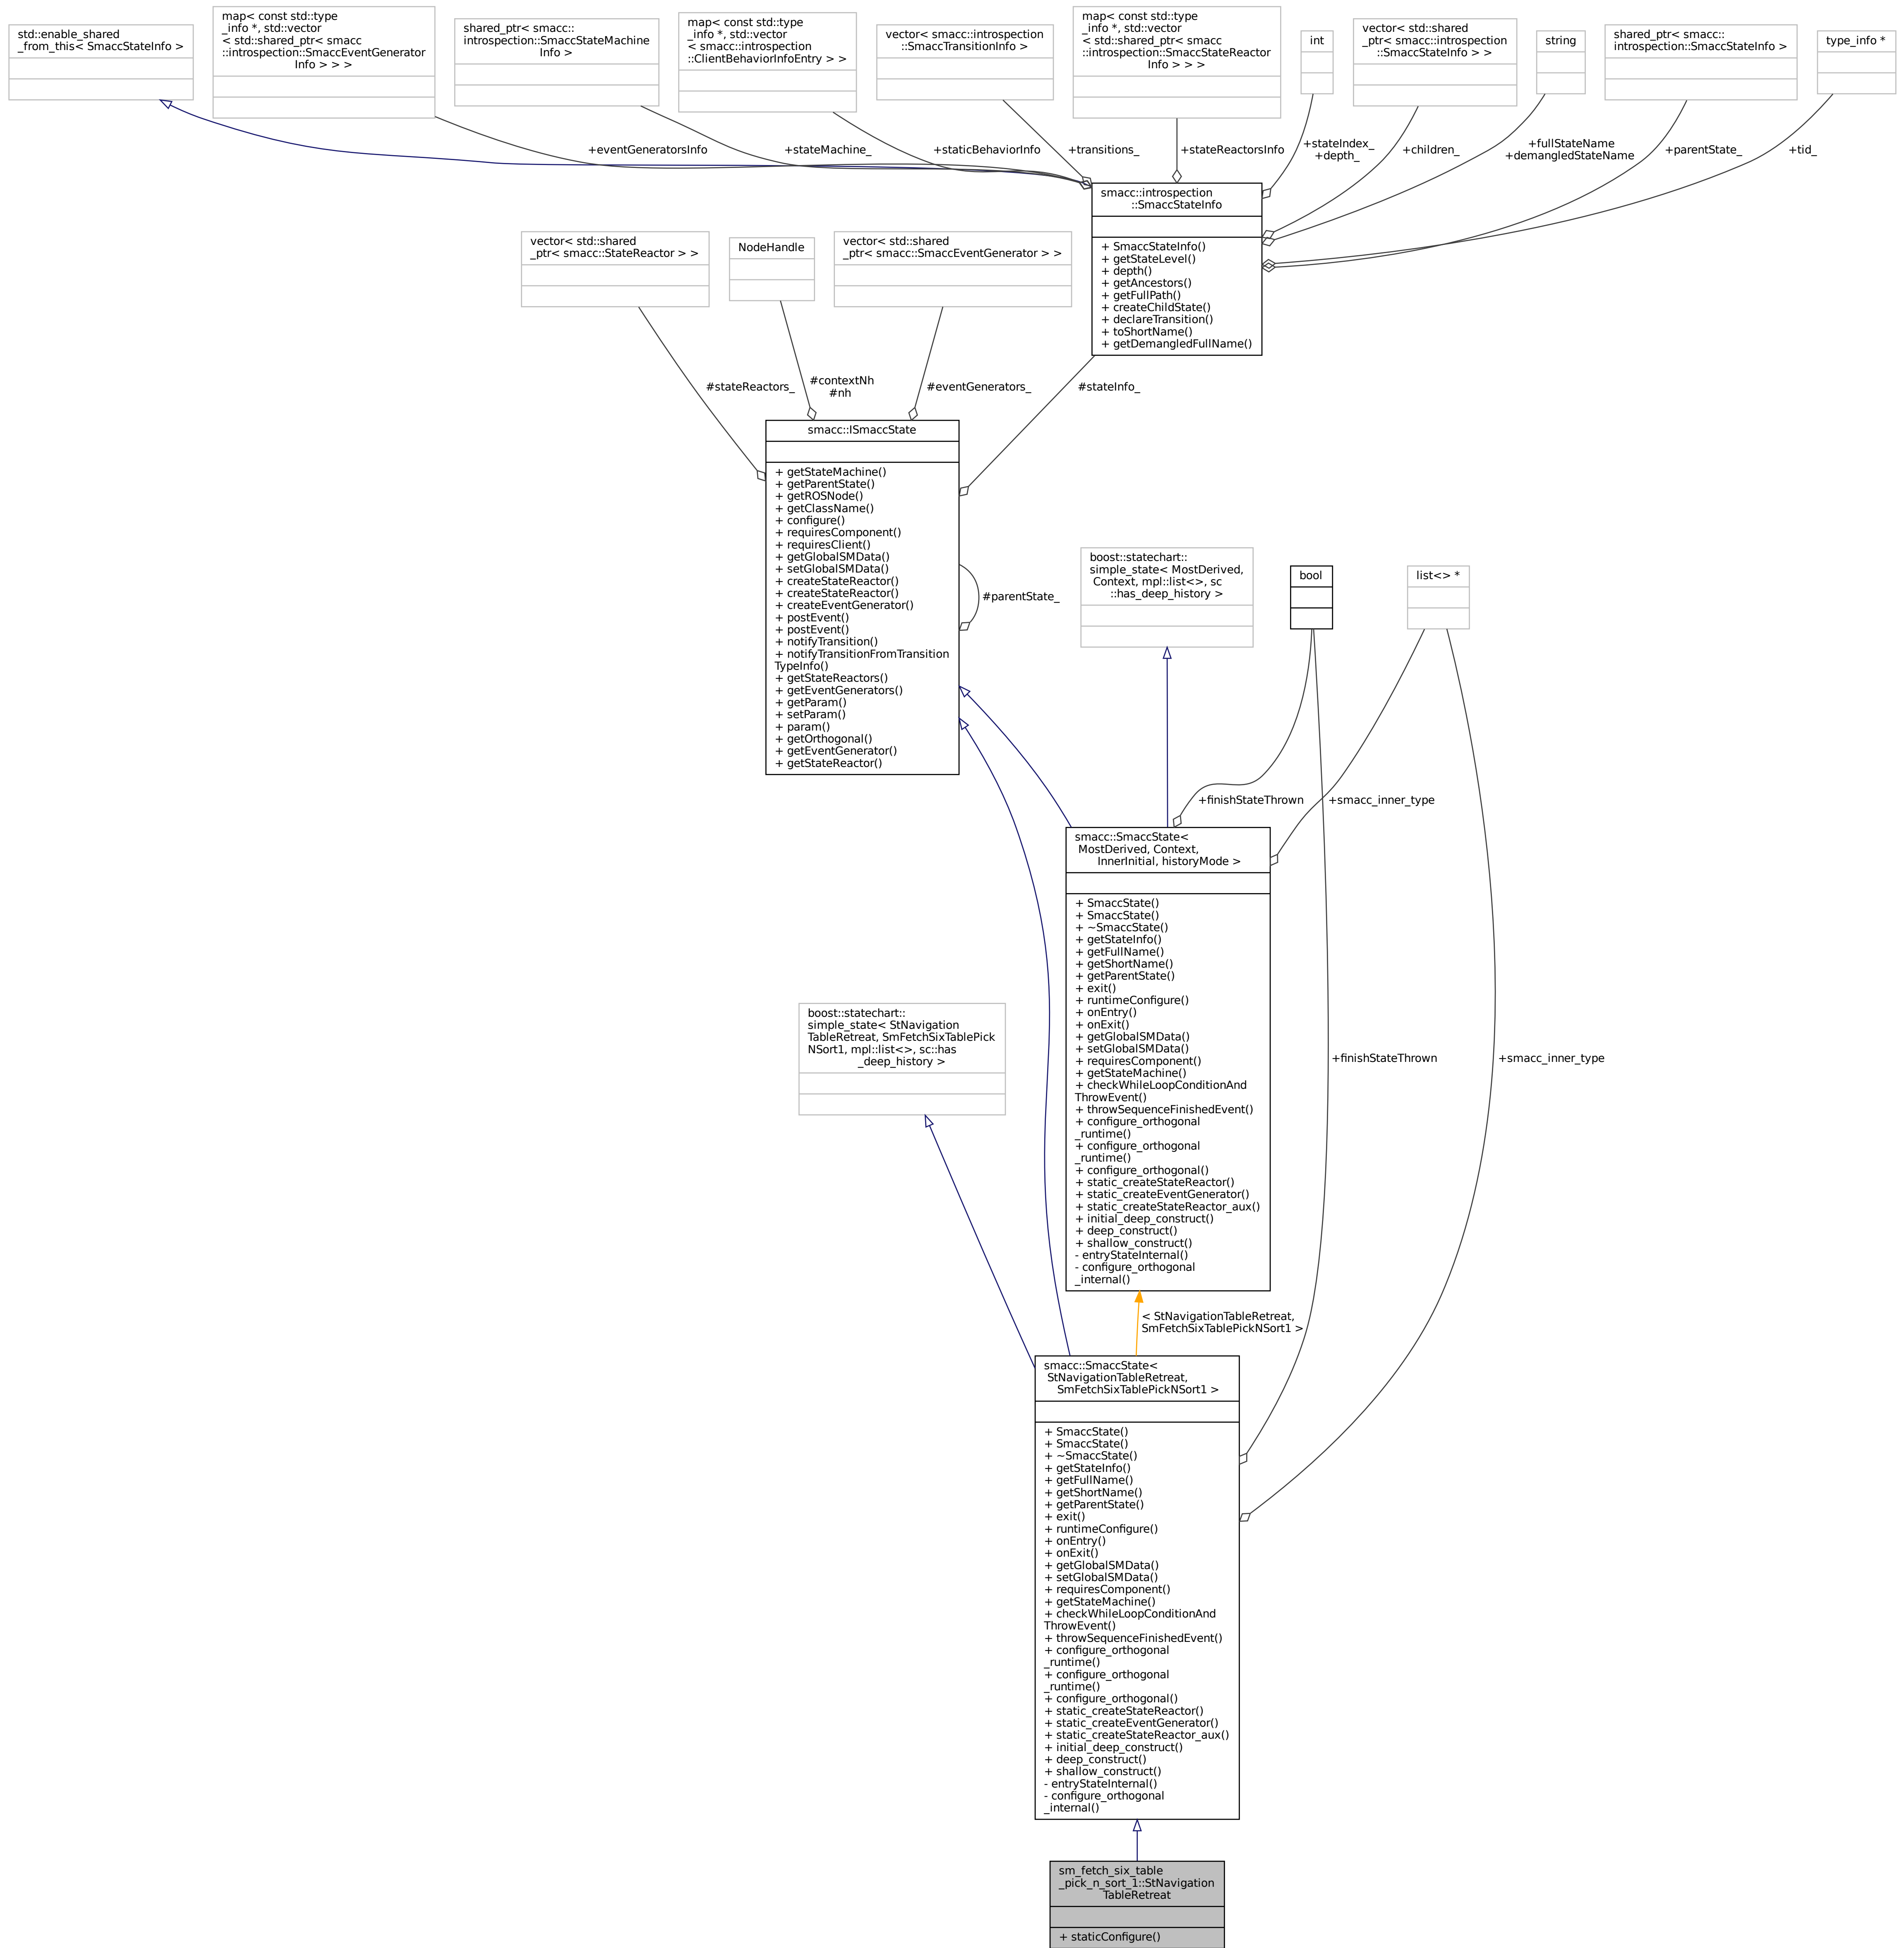 std::enable_shared
_from_this< SmaccStateInfo >
map< const std::type
_info *, std::vector
< std::shared_ptr< smacc
::introspection::SmaccEventGenerator
Info > > >
shared_ptr< smacc::
introspection::SmaccStateMachine
Info >
map< const std::type
_info *, std::vector
< smacc::introspection
::ClientBehaviorInfoEntry > >
vector< smacc::introspection
::SmaccTransitionInfo >
map< const std::type
_info *, std::vector
< std::shared_ptr< smacc
::introspection::SmaccStateReactor
Info > > >
int
vector< std::shared
_ptr< smacc::introspection
::SmaccStateInfo > >
string
shared_ptr< smacc::
introspection::SmaccStateInfo >
type_info *
+eventGeneratorsInfo
+stateMachine_
+staticBehaviorInfo
+transitions_
+stateReactorsInfo
+stateIndex_
+depth_
+children_
+fullStateName
+demangledStateName
+parentState_
+tid_
smacc::introspection
::SmaccStateInfo
+ SmaccStateInfo()
+ getStateLevel()
+ depth()
+ getAncestors()
+ getFullPath()
+ createChildState()
+ declareTransition()
+ toShortName()
+ getDemangledFullName()
vector< std::shared
_ptr< smacc::StateReactor > >
NodeHandle
vector< std::shared
_ptr< smacc::SmaccEventGenerator > >
#stateReactors_
#contextNh
#nh
#eventGenerators_
#stateInfo_
smacc::ISmaccState
+ getStateMachine()
+ getParentState()
+ getROSNode()
+ getClassName()
+ configure()
+ requiresComponent()
+ requiresClient()
+ getGlobalSMData()
+ setGlobalSMData()
+ createStateReactor()
+ createStateReactor()
+ createEventGenerator()
+ postEvent()
+ postEvent()
+ notifyTransition()
+ notifyTransitionFromTransition
TypeInfo()
+ getStateReactors()
+ getEventGenerators()
+ getParam()
+ setParam()
+ param()
+ getOrthogonal()
+ getEventGenerator()
+ getStateReactor()
#parentState_
boost::statechart::
simple_state< MostDerived,
Context, mpl::list<>, sc
::has_deep_history >
bool
list<> *
+finishStateThrown
+smacc_inner_type
smacc::SmaccState<
MostDerived, Context,
InnerInitial, historyMode >
+ SmaccState()
+ SmaccState()
+ ~SmaccState()
+ getStateInfo()
+ getFullName()
+ getShortName()
+ getParentState()
+ exit()
+ runtimeConfigure()
+ onEntry()
+ onExit()
+ getGlobalSMData()
+ setGlobalSMData()
+ requiresComponent()
+ getStateMachine()
+ checkWhileLoopConditionAnd
ThrowEvent()
+ throwSequenceFinishedEvent()
+ configure_orthogonal
_runtime()
+ configure_orthogonal
_runtime()
+ configure_orthogonal()
+ static_createStateReactor()
+ static_createEventGenerator()
+ static_createStateReactor_aux()
+ initial_deep_construct()
+ deep_construct()
+ shallow_construct()
- entryStateInternal()
- configure_orthogonal
_internal()
boost::statechart::
simple_state< StNavigation
TableRetreat, SmFetchSixTablePick
NSort1, mpl::list<>, sc::has
_deep_history >
+finishStateThrown
+smacc_inner_type
< StNavigationTableRetreat,
SmFetchSixTablePickNSort1 >
smacc::SmaccState<
StNavigationTableRetreat,
SmFetchSixTablePickNSort1 >
+ SmaccState()
+ SmaccState()
+ ~SmaccState()
+ getStateInfo()
+ getFullName()
+ getShortName()
+ getParentState()
+ exit()
+ runtimeConfigure()
+ onEntry()
+ onExit()
+ getGlobalSMData()
+ setGlobalSMData()
+ requiresComponent()
+ getStateMachine()
+ checkWhileLoopConditionAnd
ThrowEvent()
+ throwSequenceFinishedEvent()
+ configure_orthogonal
_runtime()
+ configure_orthogonal
_runtime()
+ configure_orthogonal()
+ static_createStateReactor()
+ static_createEventGenerator()
+ static_createStateReactor_aux()
+ initial_deep_construct()
+ deep_construct()
+ shallow_construct()
- entryStateInternal()
- configure_orthogonal
_internal()
sm_fetch_six_table
_pick_n_sort_1::StNavigation
TableRetreat
+ staticConfigure()